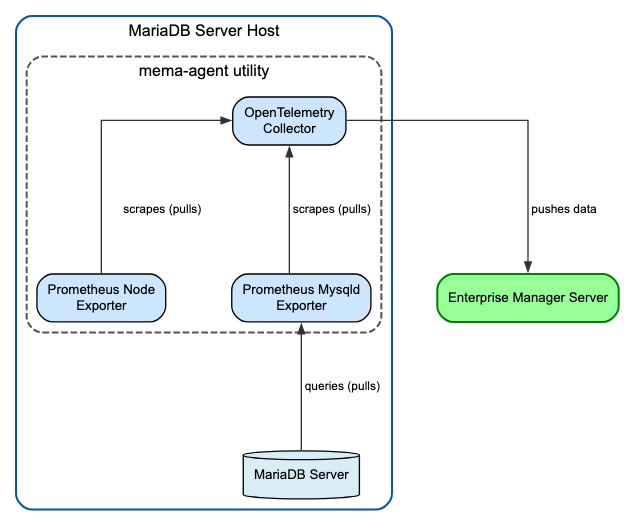 MariaDB Server Host
mema-agent utility
OpenTelemetry
Collector
scrapes (pulls)
scrapes (pulls)
pushes data
Prometheus Node
Exporter
Prometheus Mysqld
Exporter
Enterprise Manager Server
queries (pulls)
MariaDB Server